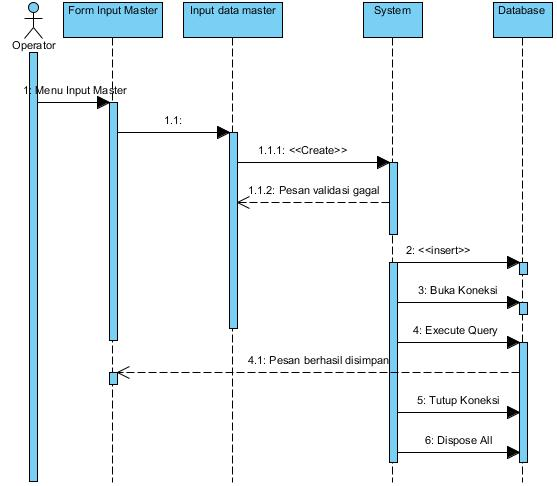 Form Input Master
Input data master
System
Database
Operator
1: Menu Input Master
1.1:
1.1.1: <<Create>>
1.1.2: Pesan validasi gagal
2: <<insert>>
3: Buka Koneksi
4: Execute Query
4.1: Pesan berhasil disimpan
5: Tutup Koneksi
6: Dispose All